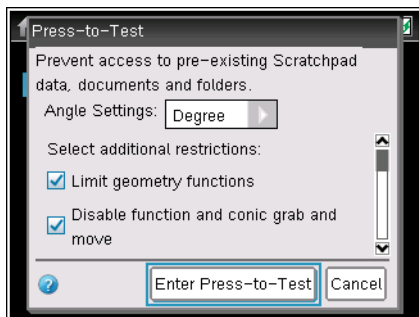 Press-to-Test
Prevent access to pre-existing Scratchpad
data, documents and folders.
Angle Settings: Degree
Select additional restrictions:
Limit geometry functions
Disable function and conic grab and
move
Enter Press-to-Test Cancel